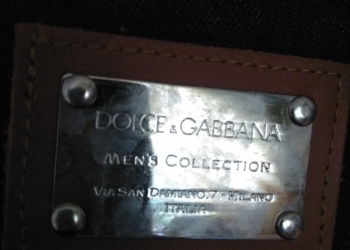 DOLCE & GABBANA
MEN'S COLLECTION
VIA SAN DAMIANO.7 - MILANO
ITALIA